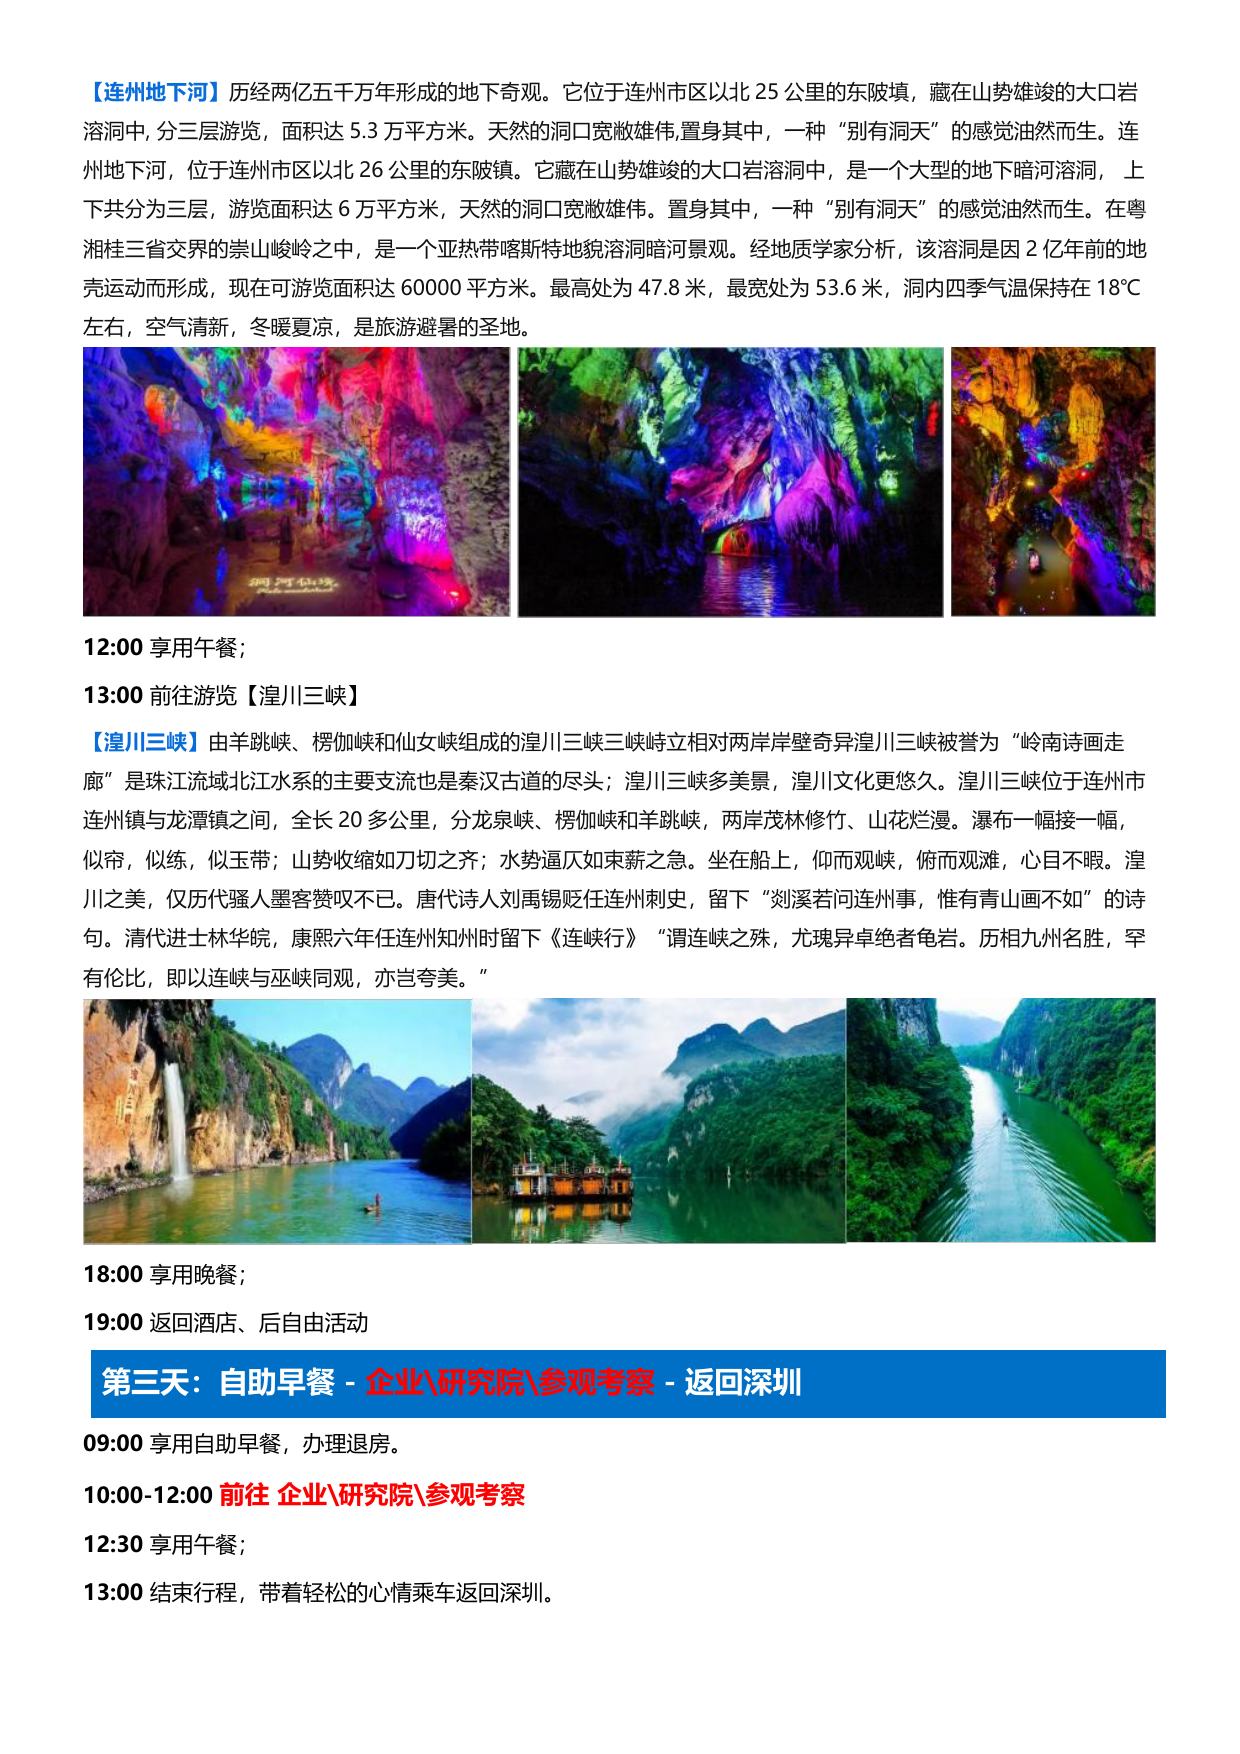 【连州地下河】历经两亿五千万年形成的地下奇观。它位于连州市区以北 25 公里的东陂填，藏在山势雄竣的大口岩
溶洞中, 分三层游览，面积达 5.3 万平方米。天然的洞口宽敝雄伟,置身其中，一种“别有洞天”的感觉油然而生。连
州地下河，位于连州市区以北 26 公里的东陂镇。它藏在山势雄竣的大口岩溶洞中，是一个大型的地下暗河溶洞， 上
下共分为三层，游览面积达 6 万平方米，天然的洞口宽敝雄伟。置身其中，一种“别有洞天”的感觉油然而生。在粤
湘桂三省交界的崇山峻岭之中，是一个亚热带喀斯特地貌溶洞暗河景观。经地质学家分析，该溶洞是因 2 亿年前的地
壳运动而形成，现在可游览面积达 60000 平方米。最高处为 47.8 米，最宽处为 53.6 米，洞内四季气温保持在 18℃
左右，空气清新，冬暖夏凉，是旅游避暑的圣地。
12:00 享用午餐；
13:00 前往游览【湟川三峡】
【湟川三峡】由羊跳峡、楞伽峡和仙女峡组成的湟川三峡三峡峙立相对两岸岸壁奇异湟川三峡被誉为“岭南诗画走
廊”是珠江流域北江水系的主要支流也是秦汉古道的尽头；湟川三峡多美景，湟川文化更悠久。湟川三峡位于连州市
连州镇与龙潭镇之间，全长 20 多公里，分龙泉峡、楞伽峡和羊跳峡，两岸茂林修竹、山花烂漫。瀑布一幅接一幅，
似帘，似练，似玉带；山势收缩如刀切之齐；水势逼仄如束薪之急。坐在船上，仰而观峡，俯而观滩，心目不暇。湟
川之美，仅历代骚人墨客赞叹不已。唐代诗人刘禹锡贬任连州刺史，留下“剡溪若问连州事，惟有青山画不如”的诗
句。清代进士林华皖，康熙六年任连州知州时留下《连峡行》“谓连峡之殊，尤瑰异卓绝者龟岩。历相九州名胜，罕
有伦比，即以连峡与巫峡同观，亦岂夸美。”
18:00 享用晚餐；
19:00 返回酒店、后自由活动
第三天：自助早餐 - 企业\研究院\参观考察 - 返回深圳
09:00 享用自助早餐，办理退房。
10:00-12:00 前往 企业\研究院\参观考察
12:30 享用午餐；
13:00 结束行程，带着轻松的心情乘车返回深圳。